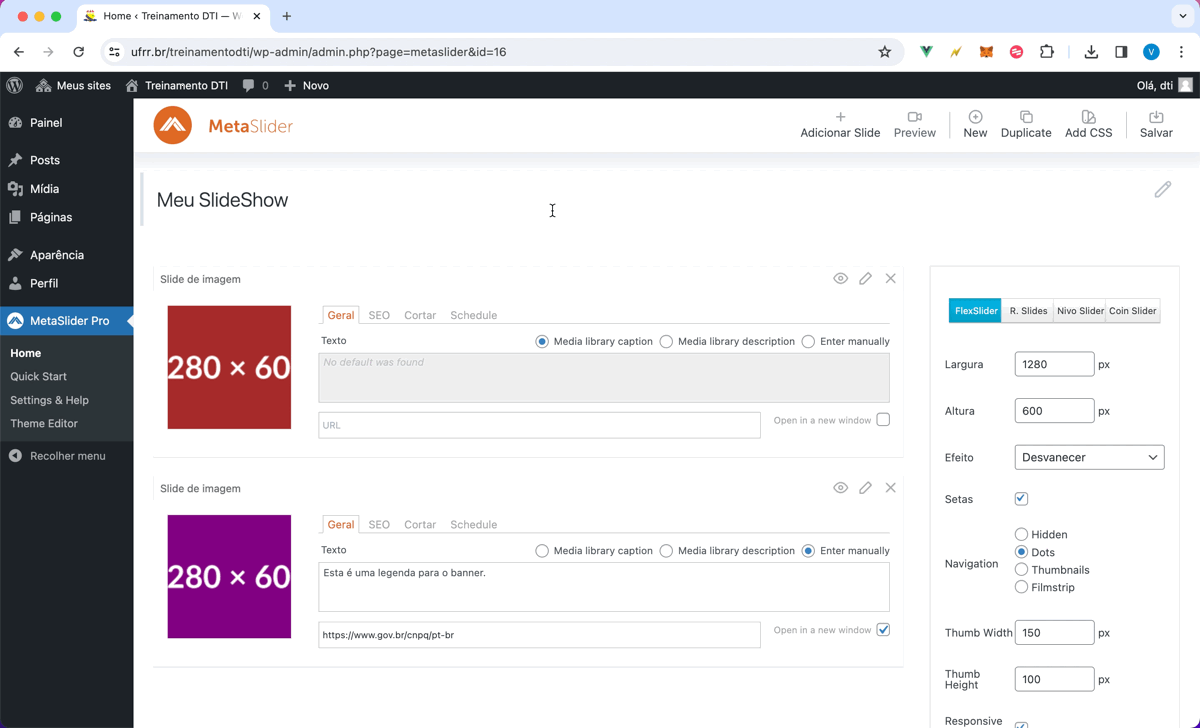 Home ‹ Treinamento DTI — W
ufrr.br/treinamentodti/wp-admin/admin.php?page=metaslider&id=16
V
Meus sites
Treinamento DTI
0
Novo
Olá, dti
Painel
Posts
Mídia
Páginas
Aparência
Perfil
MetaSlider Pro
Home
Quick Start
Settings & Help
Theme Editor
Recolher menu
MetaSlider
Adicionar Slide
Preview
New
Duplicate
Add CSS
Salvar
Meu SlideShow
Slide de imagem
280 × 60
Geral SEO Cortar Schedule
Texto
Media library caption
Media library description
Enter manually
No default was found
URL
Open in a new window
Slide de imagem
280 × 60
Geral SEO Cortar Schedule
Texto
Media library caption
Media library description
Enter manually
Esta é uma legenda para o banner.
https://www.gov.br/cnpq/pt-br
Open in a new window
FlexSlider R. Slides Nivo Slider Coin Slider
Largura 1280 px
Altura 600 px
Efeito Desvanecer
Setas
Navigation
Hidden
Dots
Thumbnails
Filmstrip
Thumb Width 150 px
Thumb
Height
100 px
Responsive